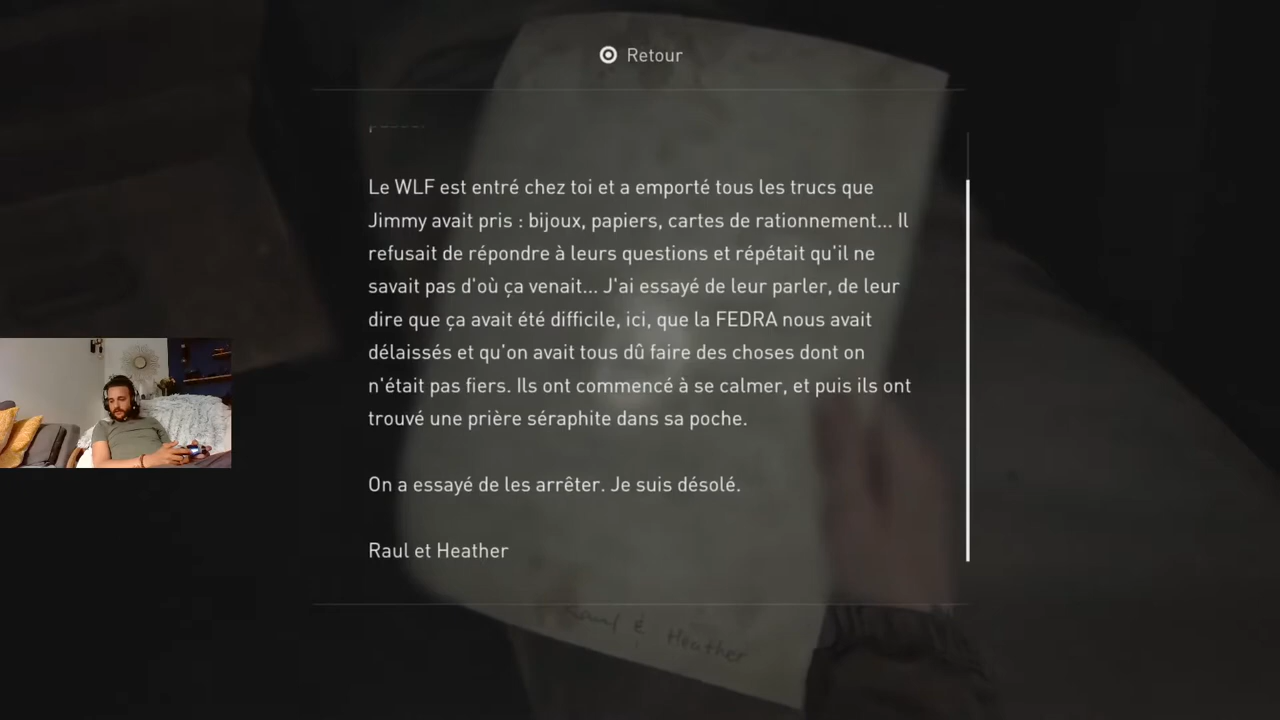 Retour
Le WLF est entré chez toi et a emporté tous les trucs que
Jimmy avait pris : bijoux, papiers, cartes de rationnement... Il
refusait de répondre à leurs questions et répétait qu'il ne
savait pas d'où ça venait... J'ai essayé de leur parler, de leur
dire que ça avait été difficile, ici, que la FEDRA nous avait
délaissés et qu'on avait tous dû faire des choses dont on
n'était pas fiers. Ils ont commencé à se calmer, et puis ils ont
trouvé une prière séraphite dans sa poche.
On a essayé de les arrêter. Je suis désolé.
Raul et Heather
& Heather